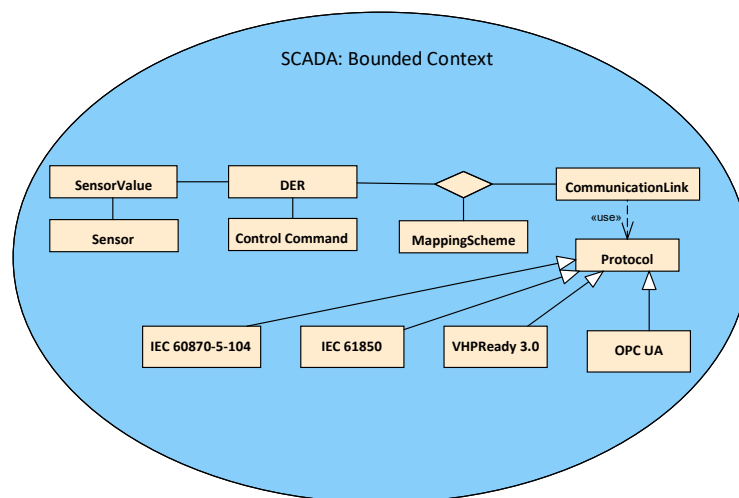 SCADA: Bounded Context
SensorValue
DER
CommunicationLink
Sensor
Control Command
MappingScheme
«use»
Protocol
IEC 60870-5-104
IEC 61850
VHPReady 3.0
OPC UA